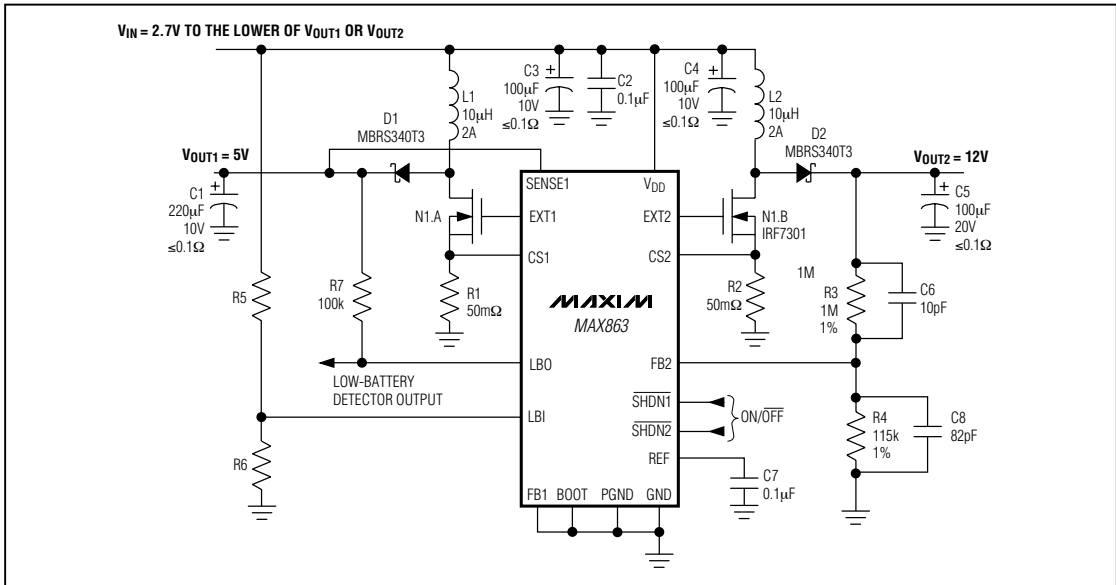 VIN = 2.7V TO THE LOWER OF VOUT1 OR VOUT2
C3
100µF
10V
≤0.1Ω
C2
0.1µF
C4
100µF
10V
≤0.1Ω
L1
10µH
2A
L2
10µH
2A
D1
MBRS340T3
D2
MBRS340T3
VOUT1 = 5V
VOUT2 = 12V
C1
220µF
10V
≤0.1Ω
SENSE1
VDD
C5
100µF
20V
≤0.1Ω
N1.A
EXT1
EXT2
N1.B
IRF7301
CS1
CS2
R5
R7
100k
R1
50mΩ
MAXIM
MAX863
R2
50mΩ
1M
R3
1M
1%
C6
10pF
LBO
FB2
LOW-BATTERY
DETECTOR OUTPUT
LBI
SHDN1
SHDN2
ON/OFF
R4
115k
1%
C8
82pF
R6
REF
C7
0.1µF
FB1 BOOT PGND GND